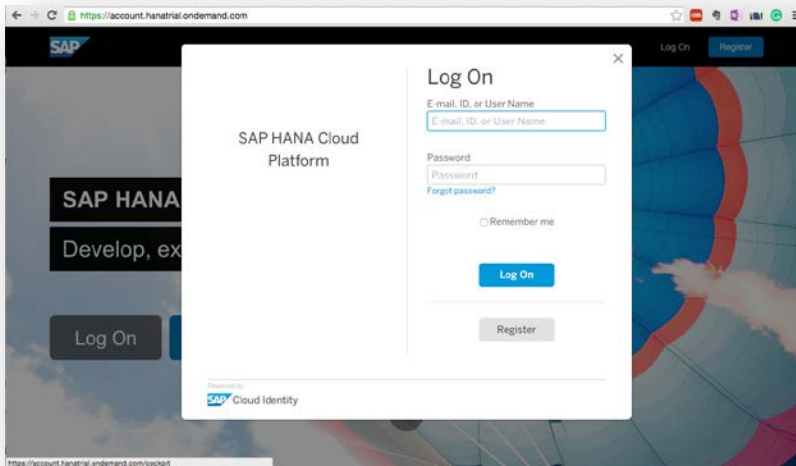 https://account.hanatrial.ondemand.com
SAP
Log On
Register
SAP HANA
Develop, ex
Log On
SAP HANA Cloud
Platform
Log On
E-mail, ID, or User Name
E-mail, ID, or User Name
Password
Password
Forgot password?
Remember me
Log On
Register
Powered by
SAP Cloud Identity
https://account.hanatrial.ondemand.com/cockpit